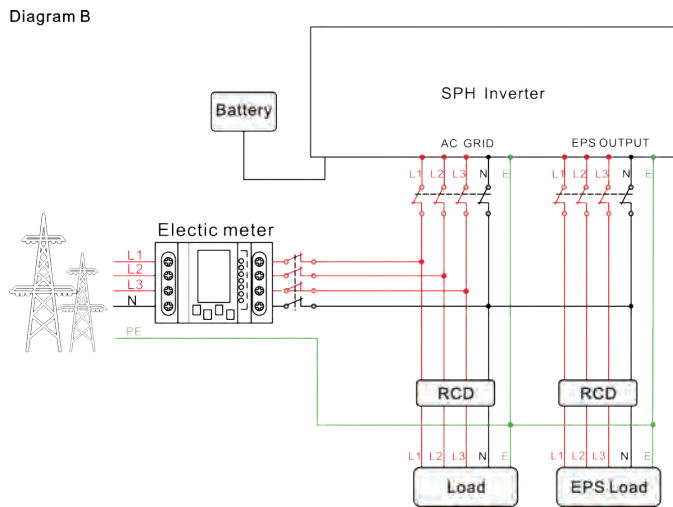 Diagram B
SPH Inverter
Battery
AC GRID
EPS OUTPUT
L1 L2 L3 N E
L1 L2 L3 N E
Electic meter
L1
L2
L3
N
PE
RCD
RCD
L1 L2 L3 N E
L1 L2 L3 N E
Load
EPS Load